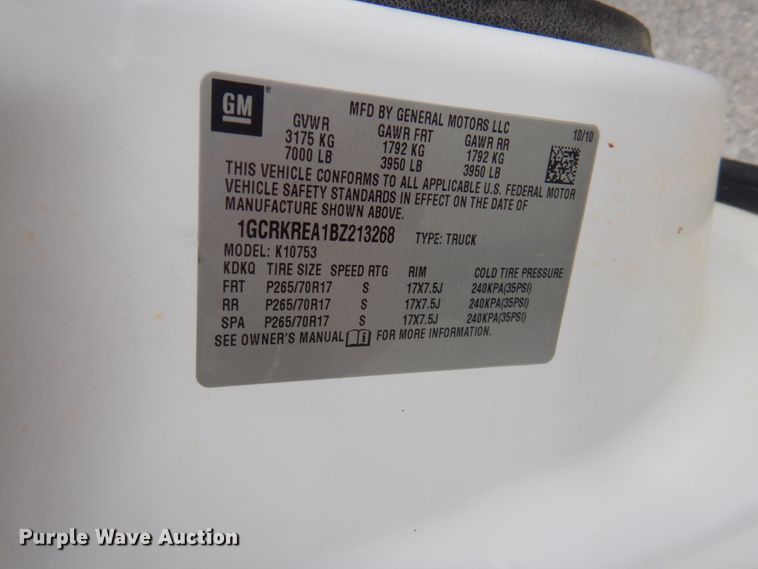 GM
MFD BY GENERAL MOTORS LLC
10/10
GVWR GAWR FRT GAWR RR
3175 KG 1792 KG 1792 KG
7000 LB 3950 LB 3950 LB
THIS VEHICLE CONFORMS TO ALL APPLICABLE U.S. FEDERAL MOTOR
VEHICLE SAFETY STANDARDS IN EFFECT ON THE DATE OF
MANUFACTURE SHOWN ABOVE.
1GCRKREA1BZ213268 TYPE: TRUCK
MODEL: K10753
KDKQ TIRE SIZE SPEED RTG RIM COLD TIRE PRESSURE
FRT P265/70R17 S 17X7.5J 240KPA(35PSI)
RR P265/70R17 S 17X7.5J 240KPA(35PSI)
SPA P265/70R17 S 17X7.5J 240KPA(35PSI)
SEE OWNER'S MANUAL i FOR MORE INFORMATION.
Purple Wave Auction